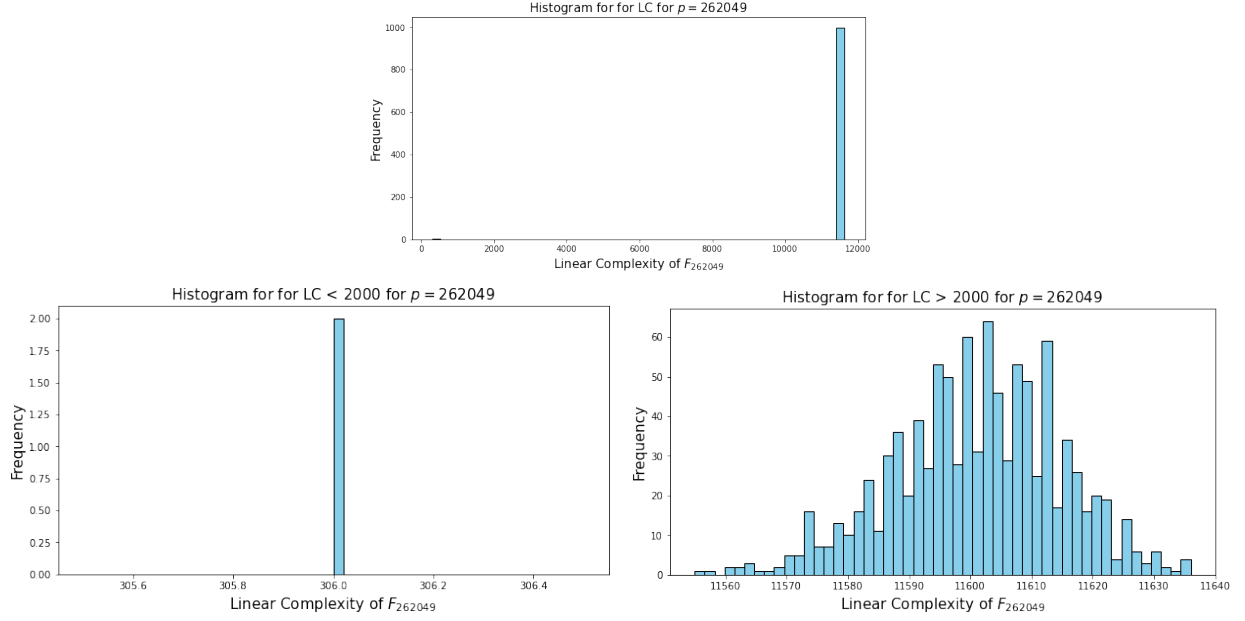 Histogram for for LC for p = 262049
Frequency
1000
800
600
400
200
0
0 2000 4000 6000 8000 10000 12000
Linear Complexity of F262049
Histogram for for LC < 2000 for p = 262049
Frequency
2.00
1.75
1.50
1.25
1.00
0.75
0.50
0.25
0.00
305.6 305.8 306.0 306.2 306.4
Linear Complexity of F262049
Histogram for for LC > 2000 for p = 262049
Frequency
60
50
40
30
20
10
0
11560 11570 11580 11590 11600 11610 11620 11630 11640
Linear Complexity of F262049